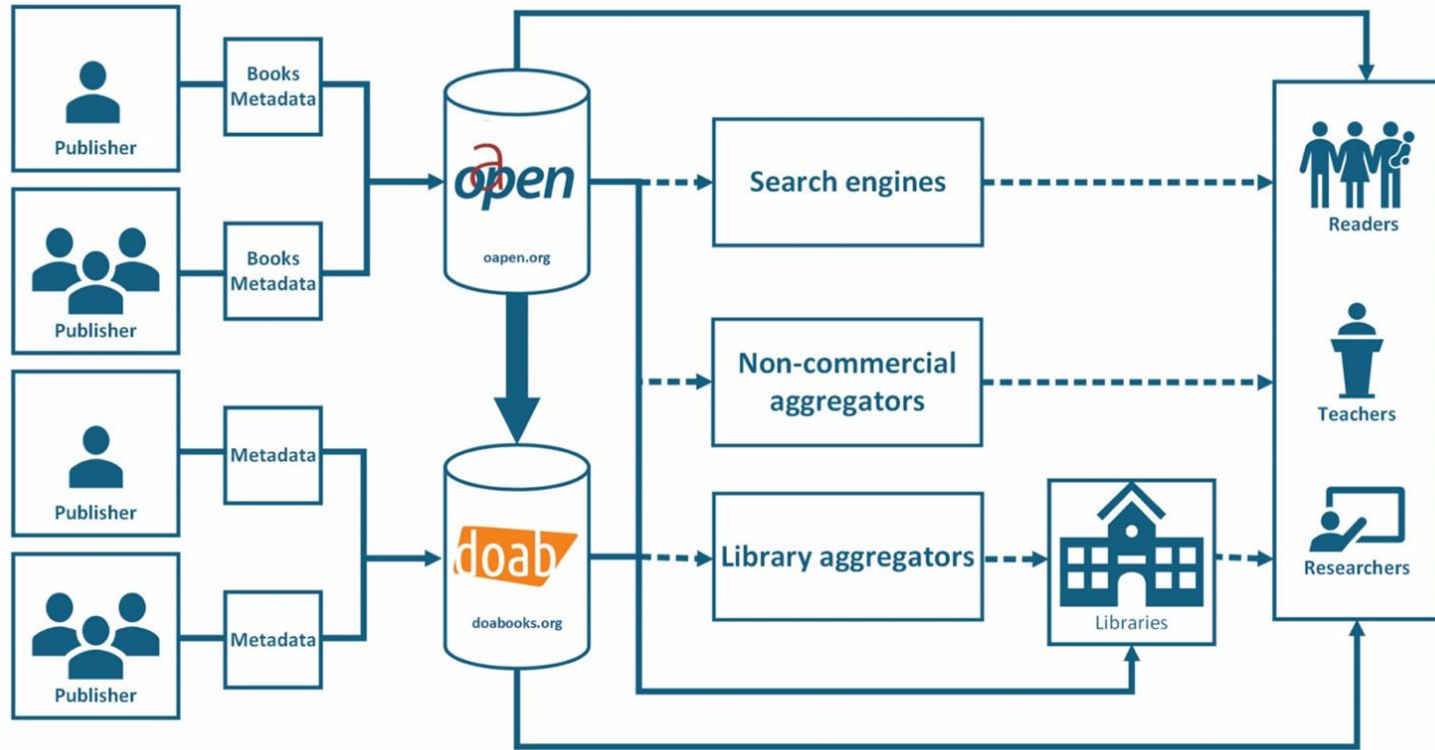 Publisher
Books
Metadata
Publisher
Books
Metadata
Publisher
Metadata
Publisher
Metadata
oapen
oapen.org
doab
doabooks.org
Search engines
Non-commercial
aggregators
Library aggregators
Libraries
Readers
Teachers
Researchers